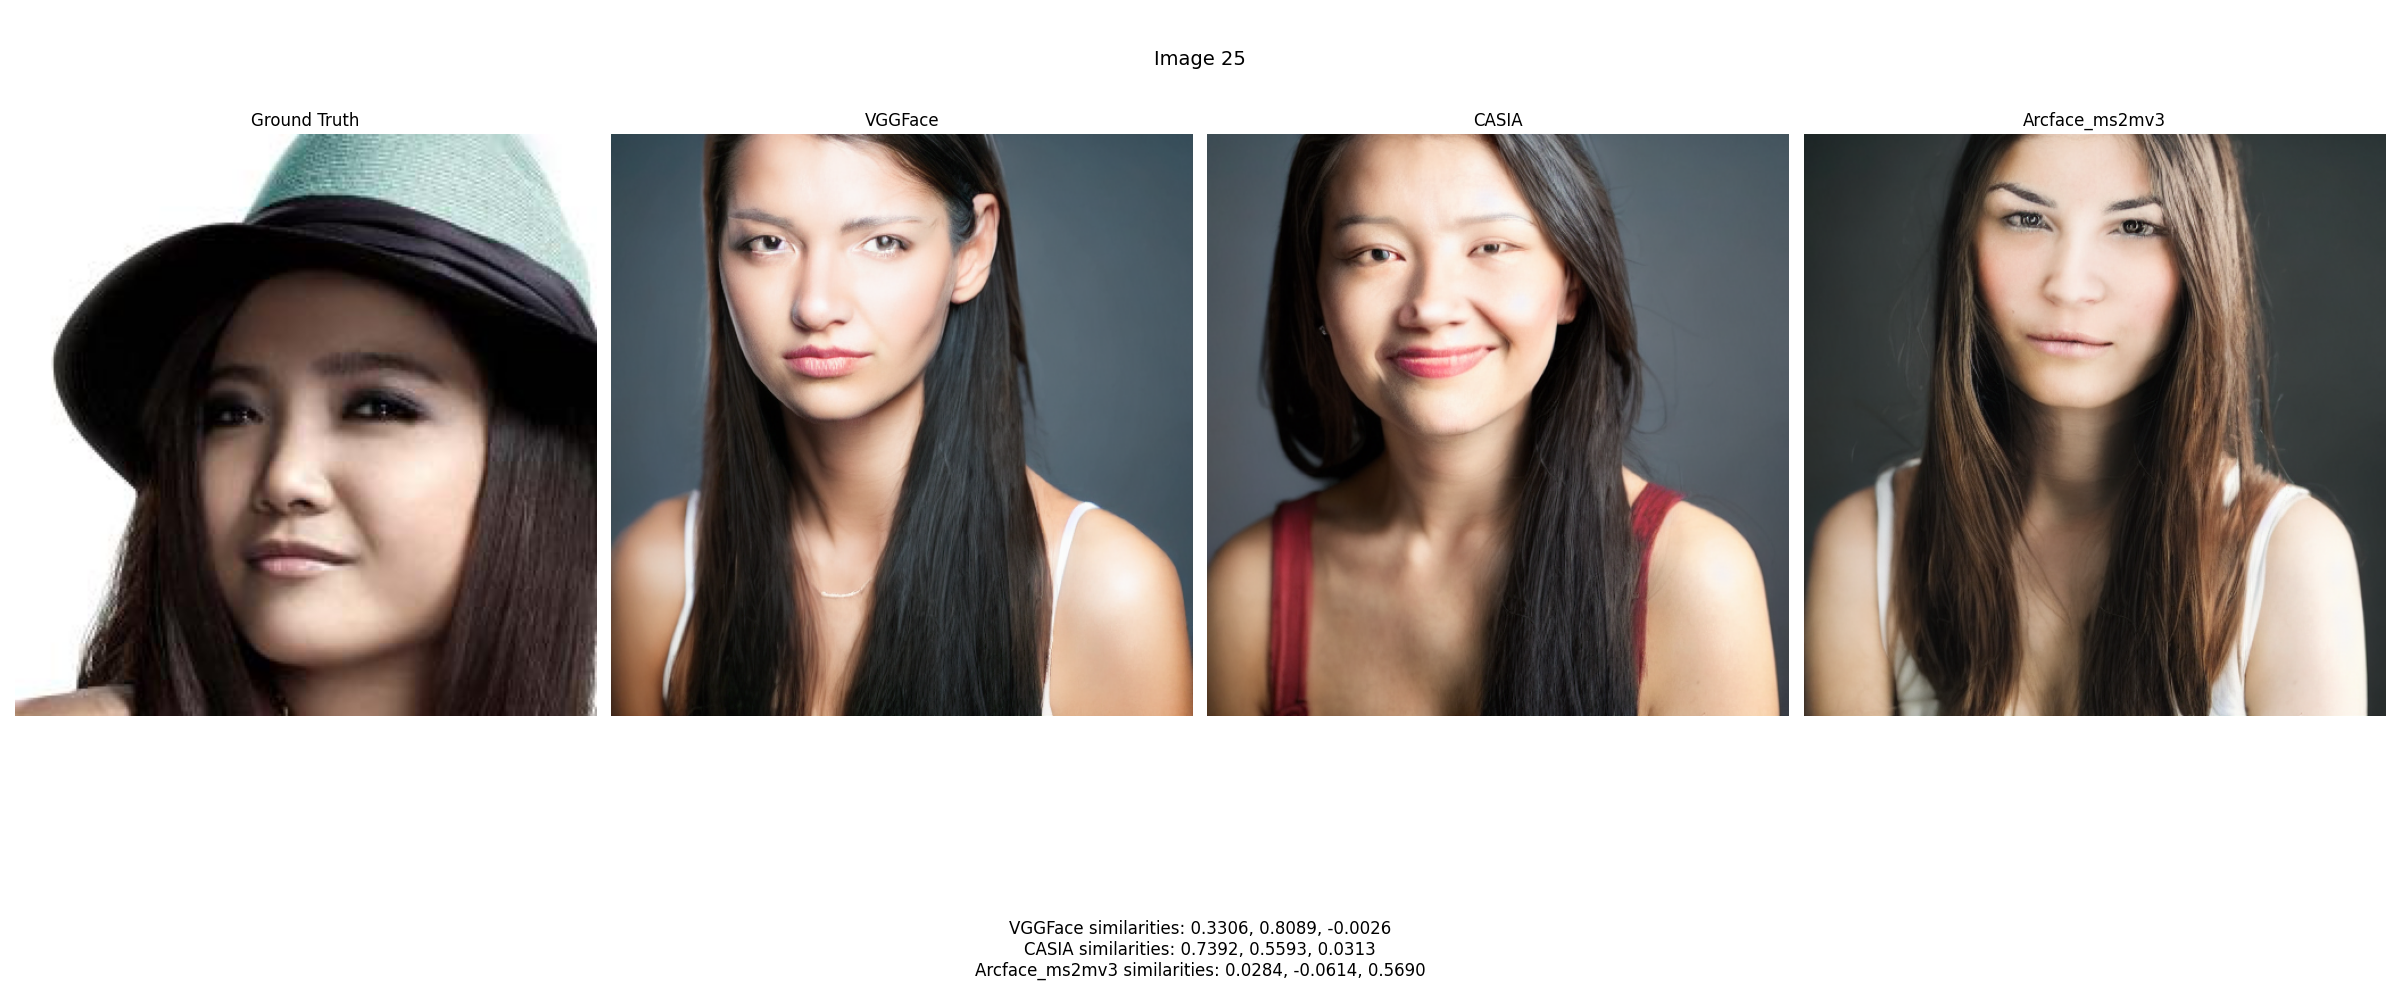 Image 25
Ground Truth
VGGFace
CASIA
Arcface_ms2mv3
VGGFace similarities: 0.3306, 0.8089, -0.0026
CASIA similarities: 0.7392, 0.5593, 0.0313
Arcface_ms2mv3 similarities: 0.0284, -0.0614, 0.5690